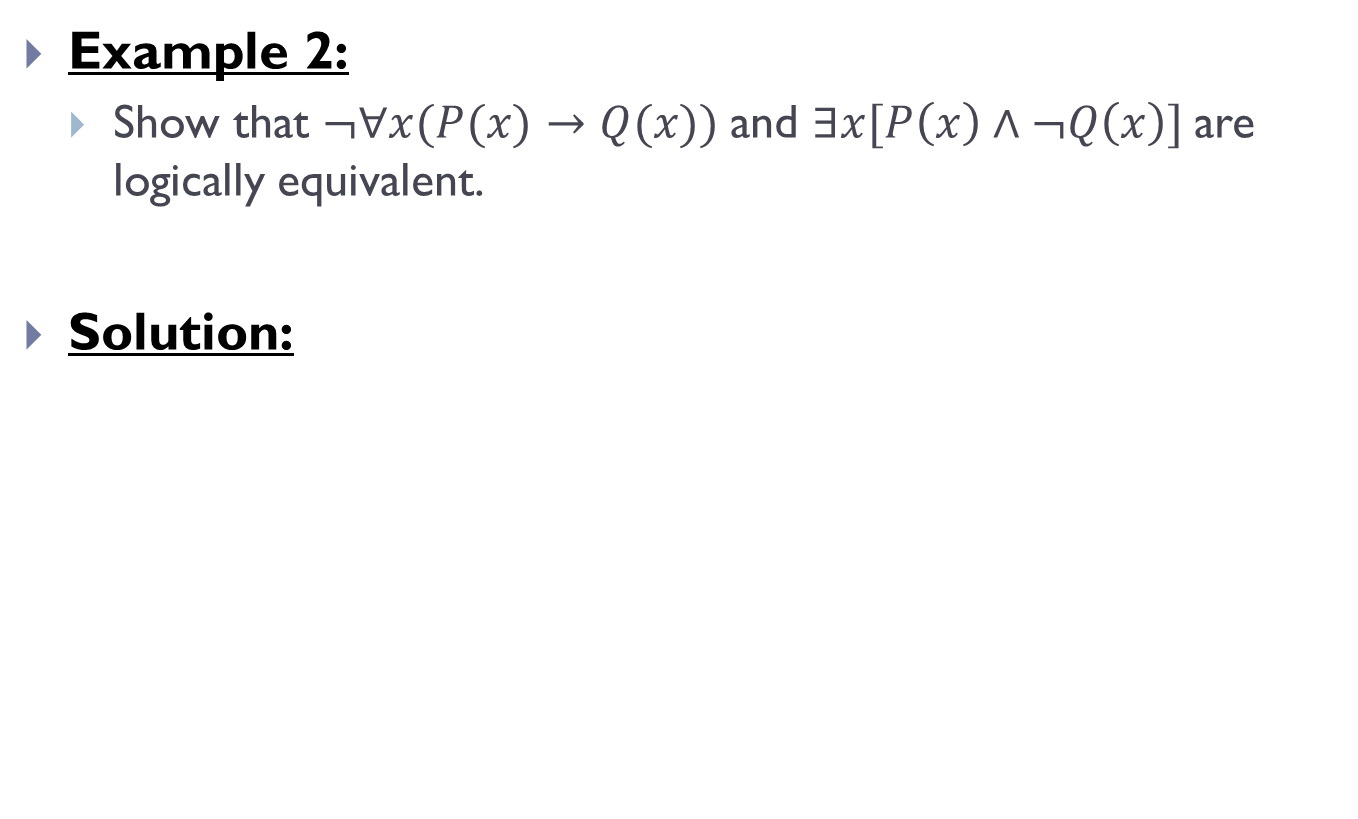 Example 2:
Show that ¬∀𝑥(𝑃(𝑥) → 𝑄(𝑥)) and ∃𝑥[𝑃(𝑥) ∧ ¬𝑄(𝑥)] are
logically equivalent.
Solution: